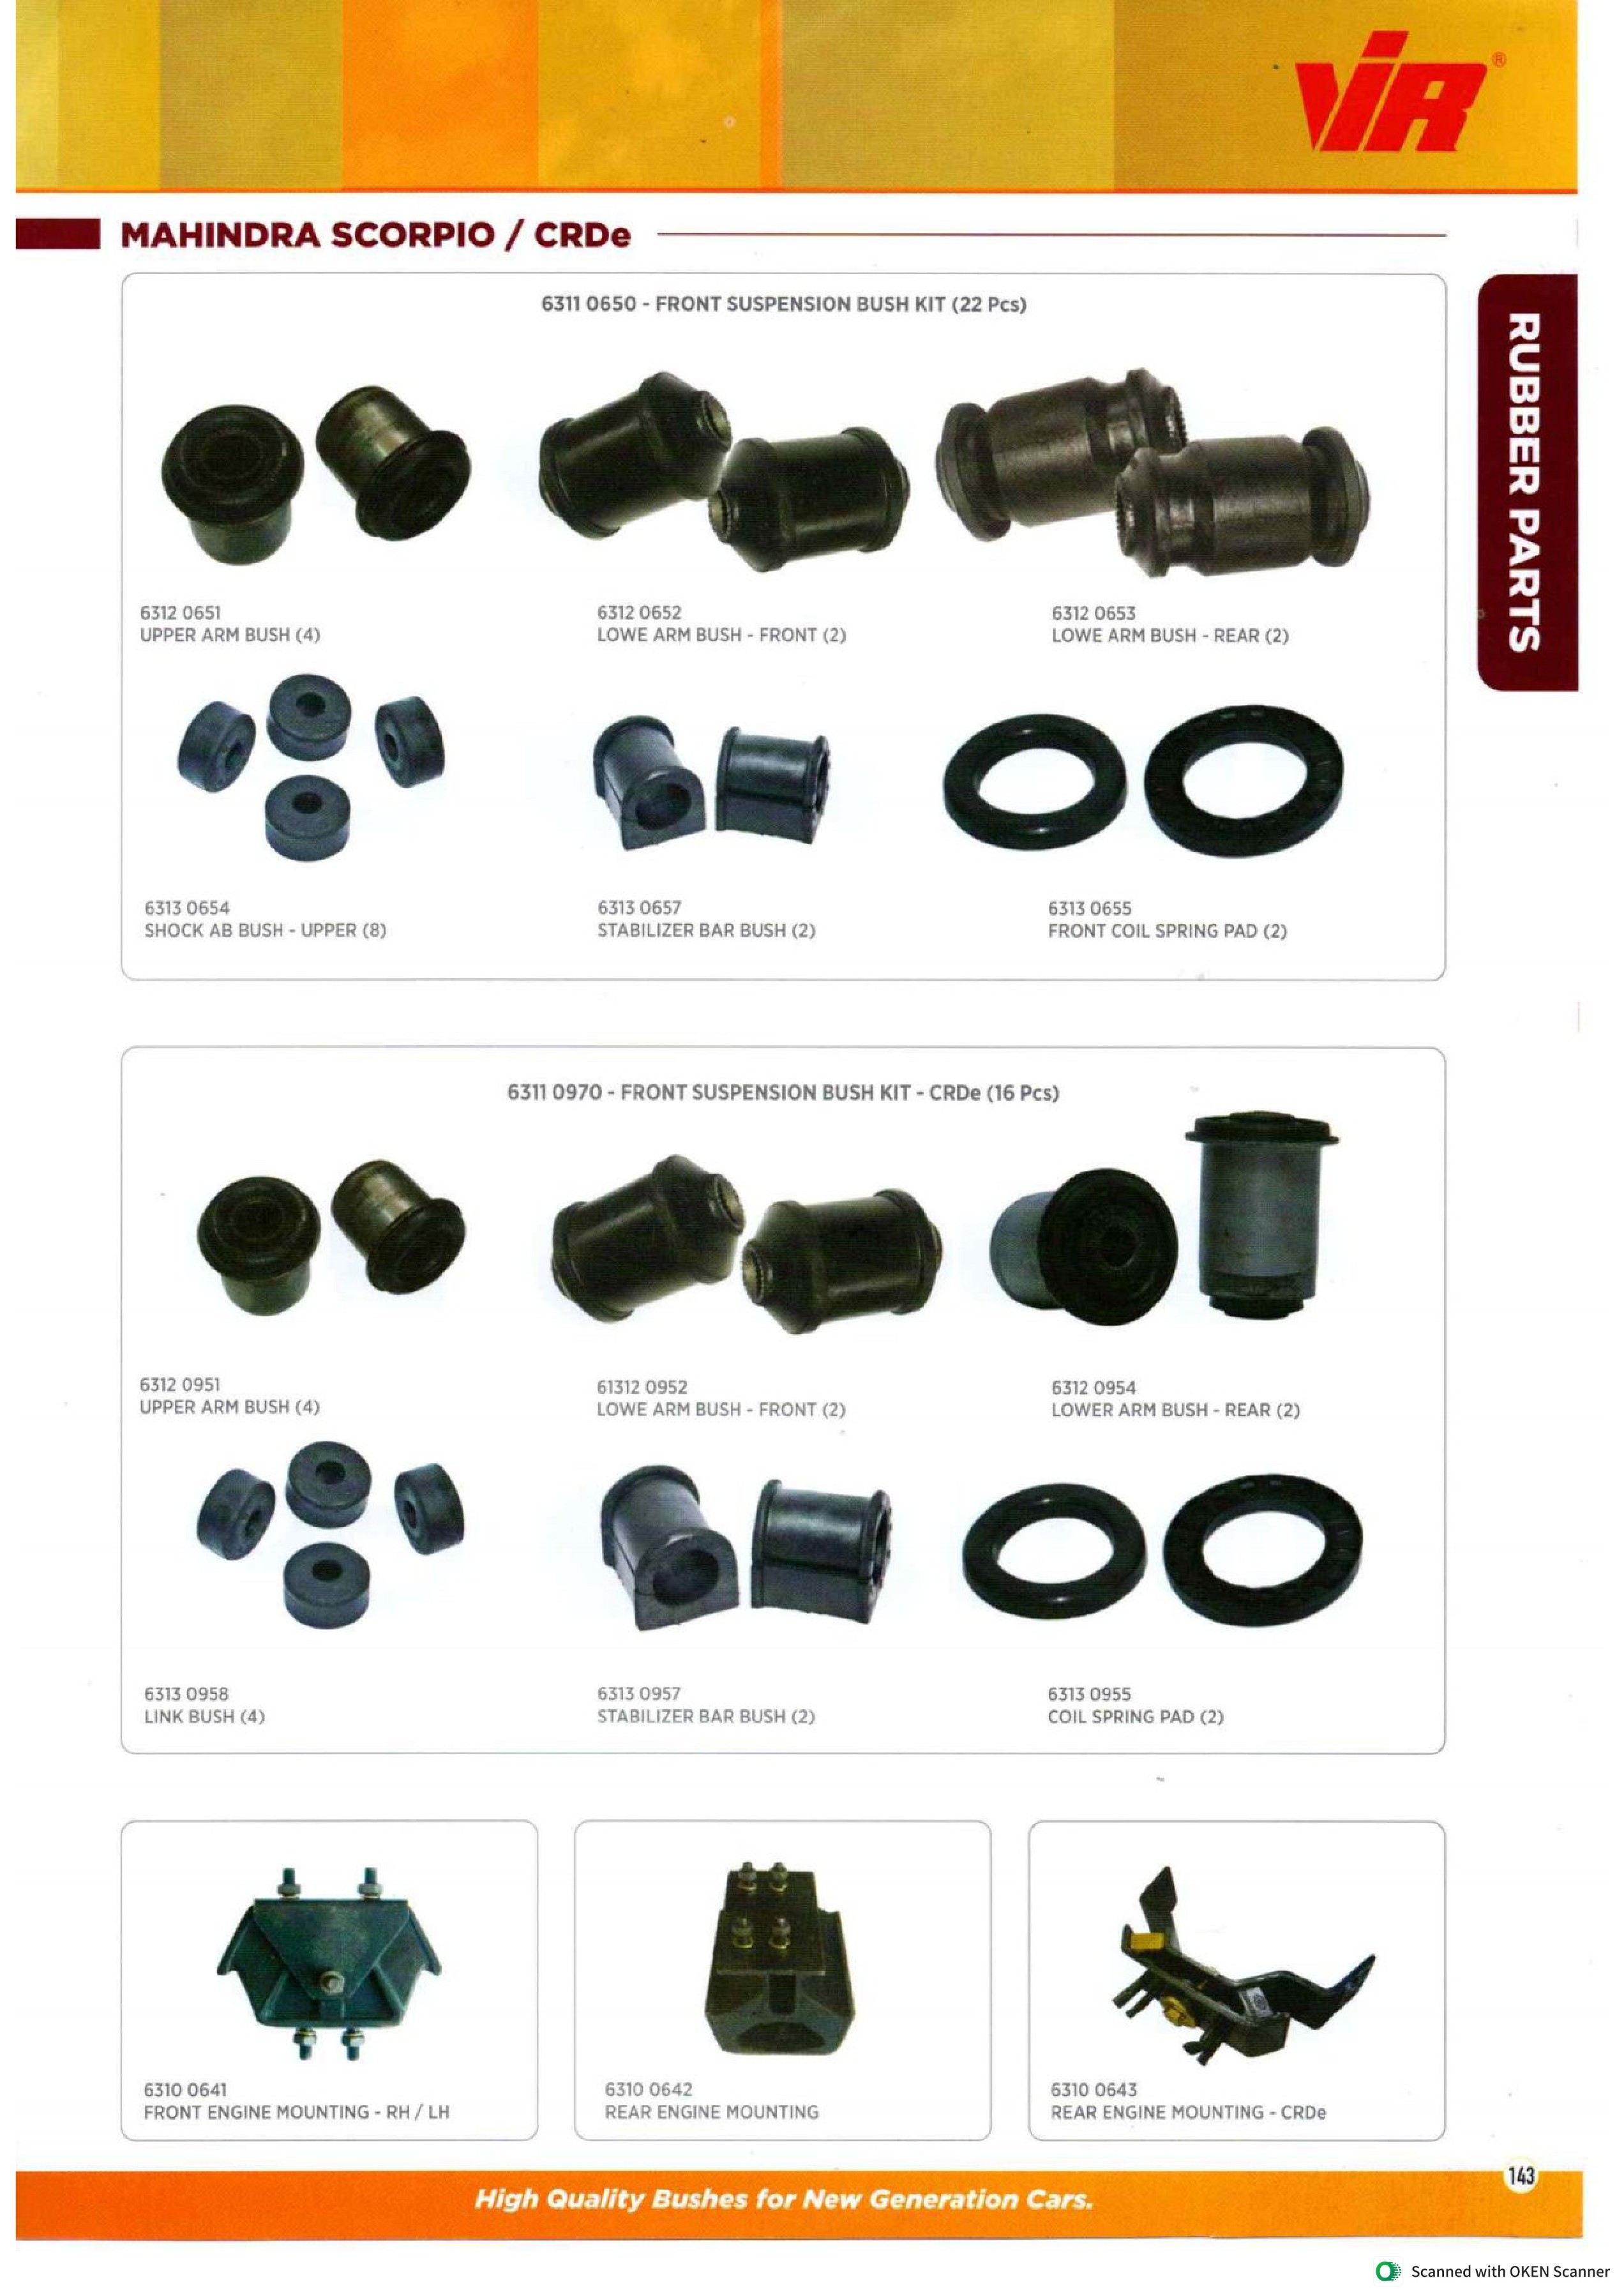 VIR®
MAHINDRA SCORPIO / CRDe
RUBBER PARTS
6311 0650 - FRONT SUSPENSION BUSH KIT (22 Pcs)
6312 0651
UPPER ARM BUSH (4)
6312 0652
LOWE ARM BUSH - FRONT (2)
6312 0653
LOWE ARM BUSH - REAR (2)
6313 0654
SHOCK AB BUSH - UPPER (8)
6313 0657
STABILIZER BAR BUSH (2)
6313 0655
FRONT COIL SPRING PAD (2)
6311 0970 - FRONT SUSPENSION BUSH KIT - CRDe (16 Pcs)
6312 0951
UPPER ARM BUSH (4)
61312 0952
LOWE ARM BUSH - FRONT (2)
6312 0954
LOWER ARM BUSH - REAR (2)
6313 0958
LINK BUSH (4)
6313 0957
STABILIZER BAR BUSH (2)
6313 0955
COIL SPRING PAD (2)
6310 0641
FRONT ENGINE MOUNTING - RH / LH
6310 0642
REAR ENGINE MOUNTING
6310 0643
REAR ENGINE MOUNTING - CRDe
143
High Quality Bushes for New Generation Cars.
Scanned with OKEN Scanner